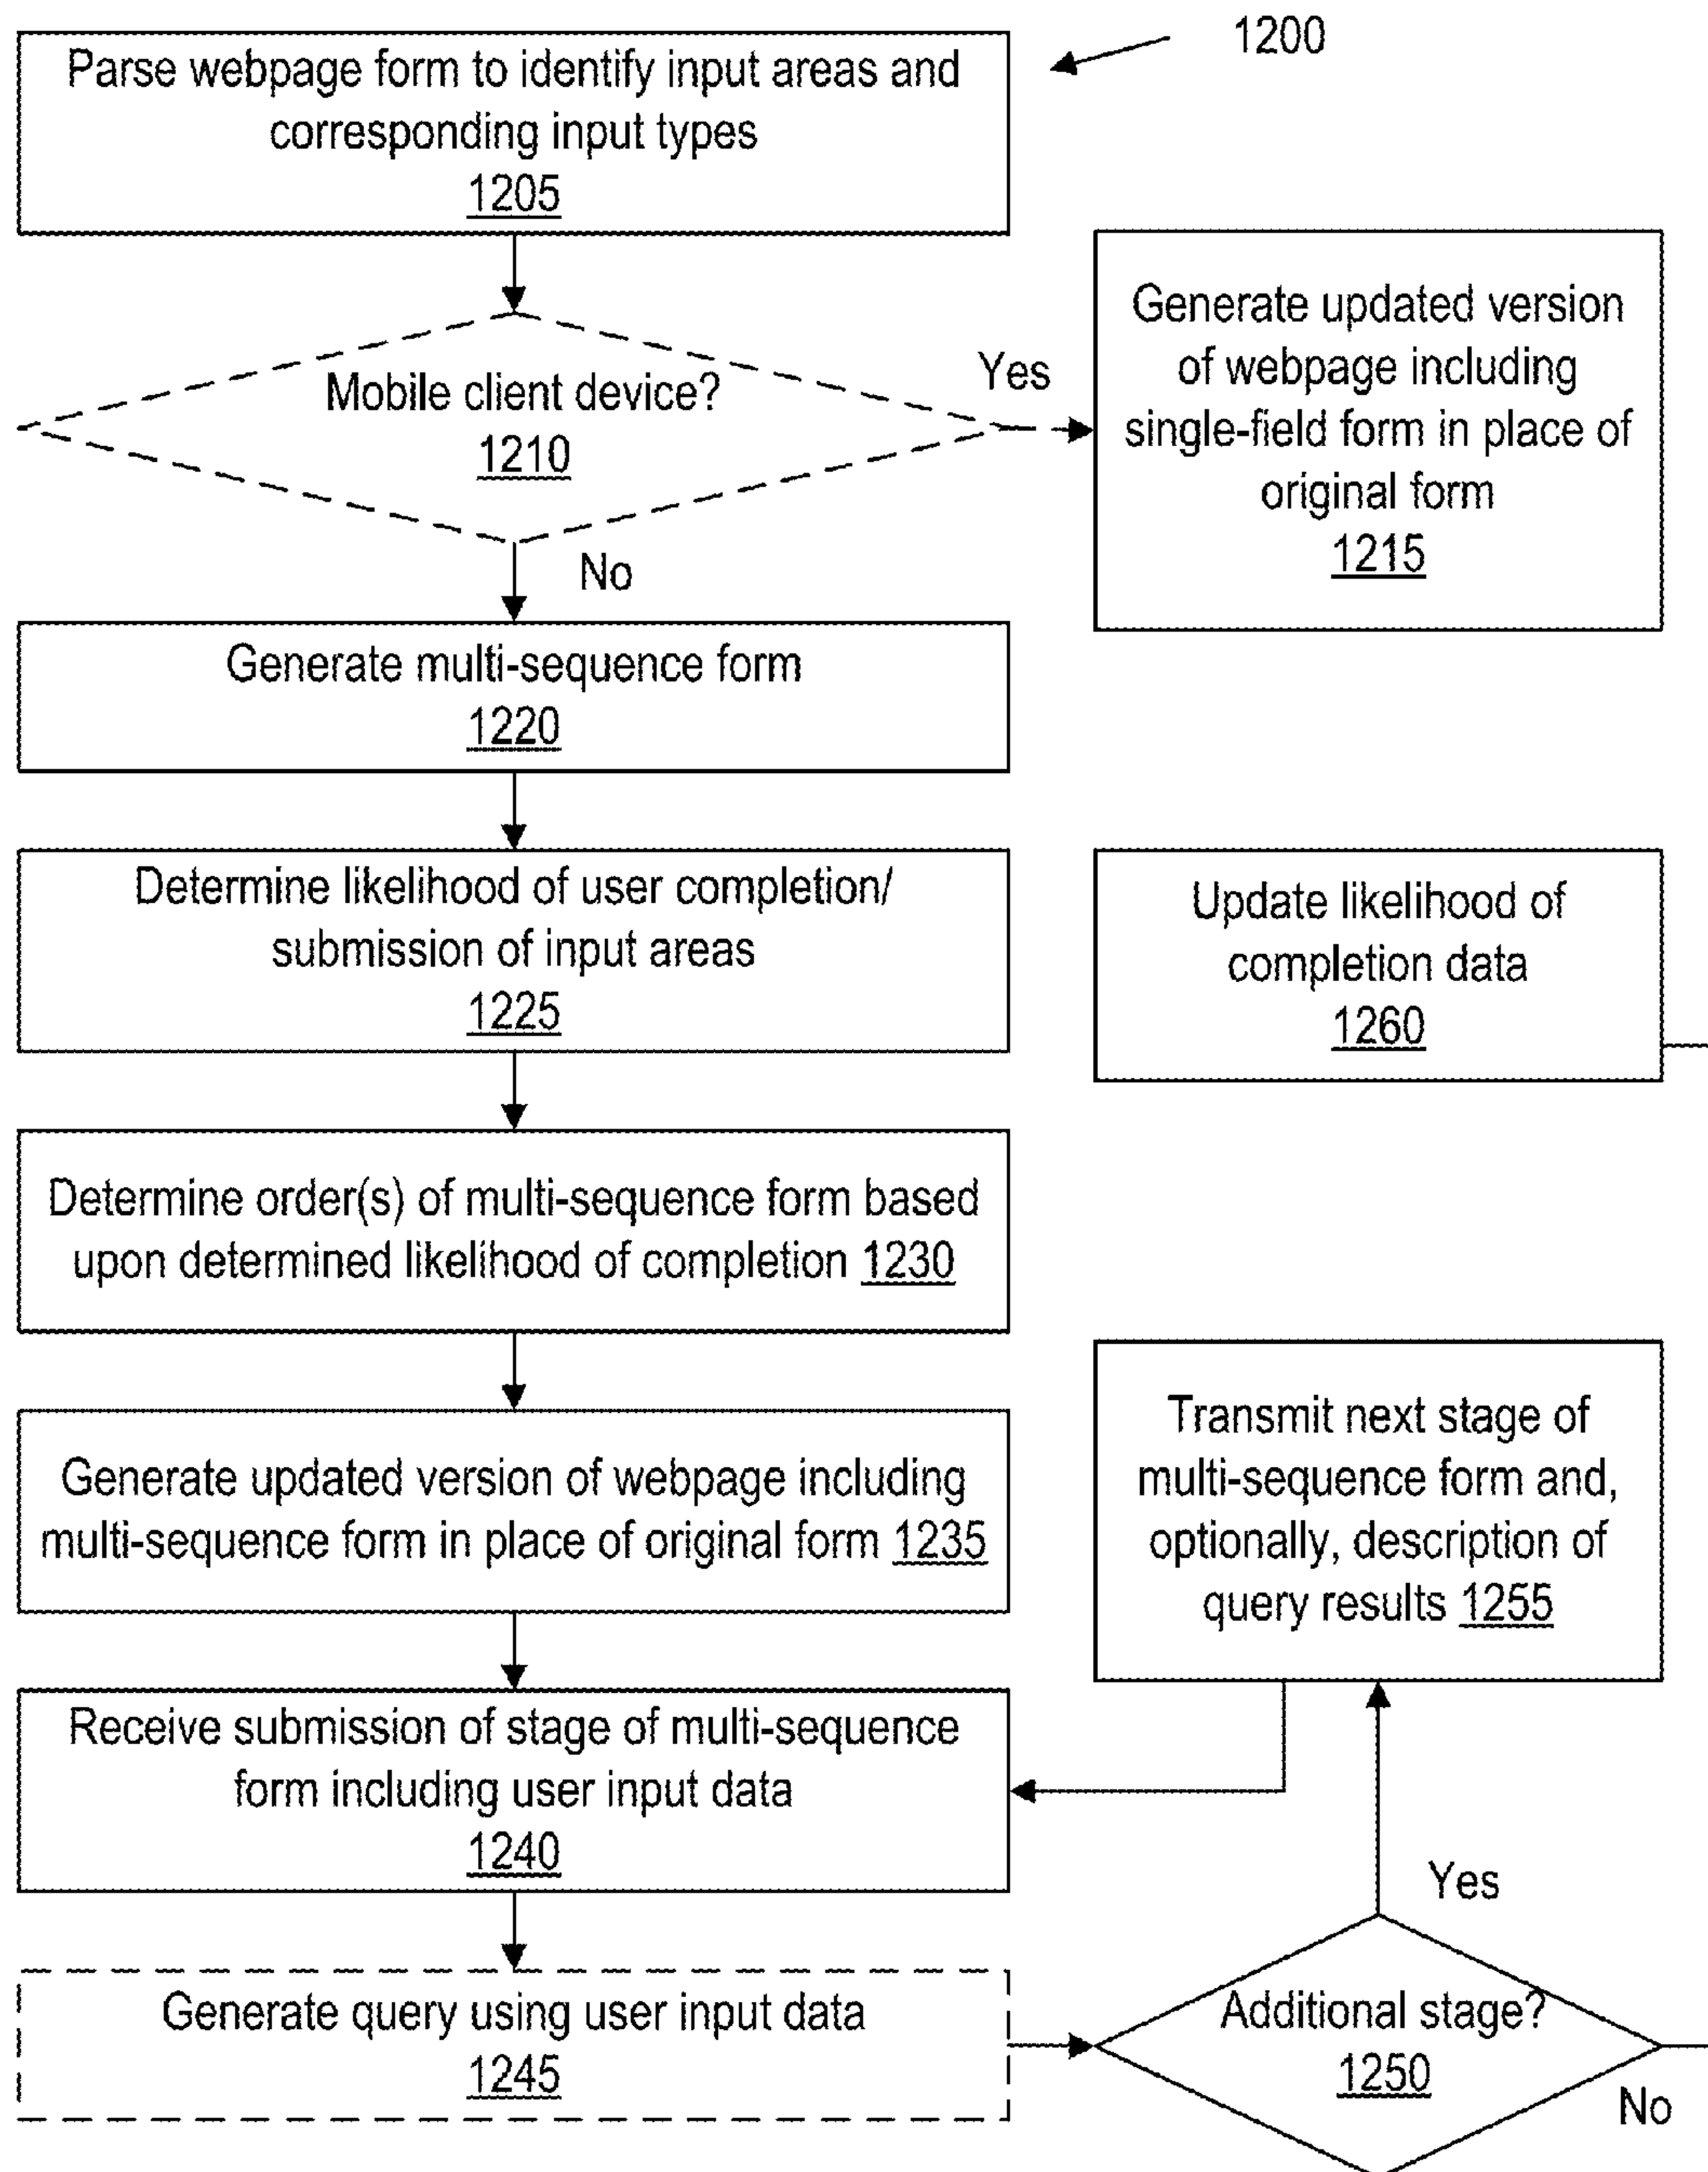 1200
Parse webpage form to identify input areas and
corresponding input types
1205
Mobile client device?
1210
Yes
Generate updated version
of webpage including
single-field form in place of
original form
1215
No
Generate multi-sequence form
1220
Determine likelihood of user completion/
submission of input areas
1225
Update likelihood of
completion data
1260
Determine order(s) of multi-sequence form based
upon determined likelihood of completion 1230
Generate updated version of webpage including
multi-sequence form in place of original form 1235
Transmit next stage of
multi-sequence form and,
optionally, description of
query results 1255
Receive submission of stage of multi-sequence
form including user input data
1240
Yes
Generate query using user input data
1245
Additional stage?
1250
No